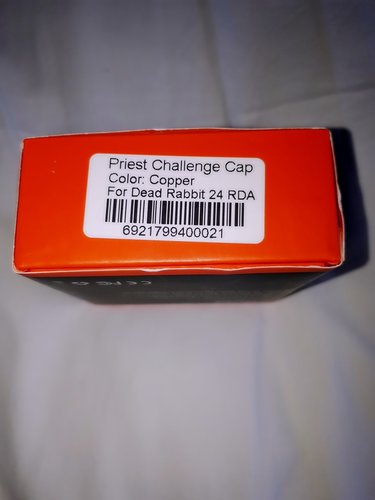 Priest Challenge Cap
Color: Copper
For Dead Rabbit 24 RDA
6921799400021